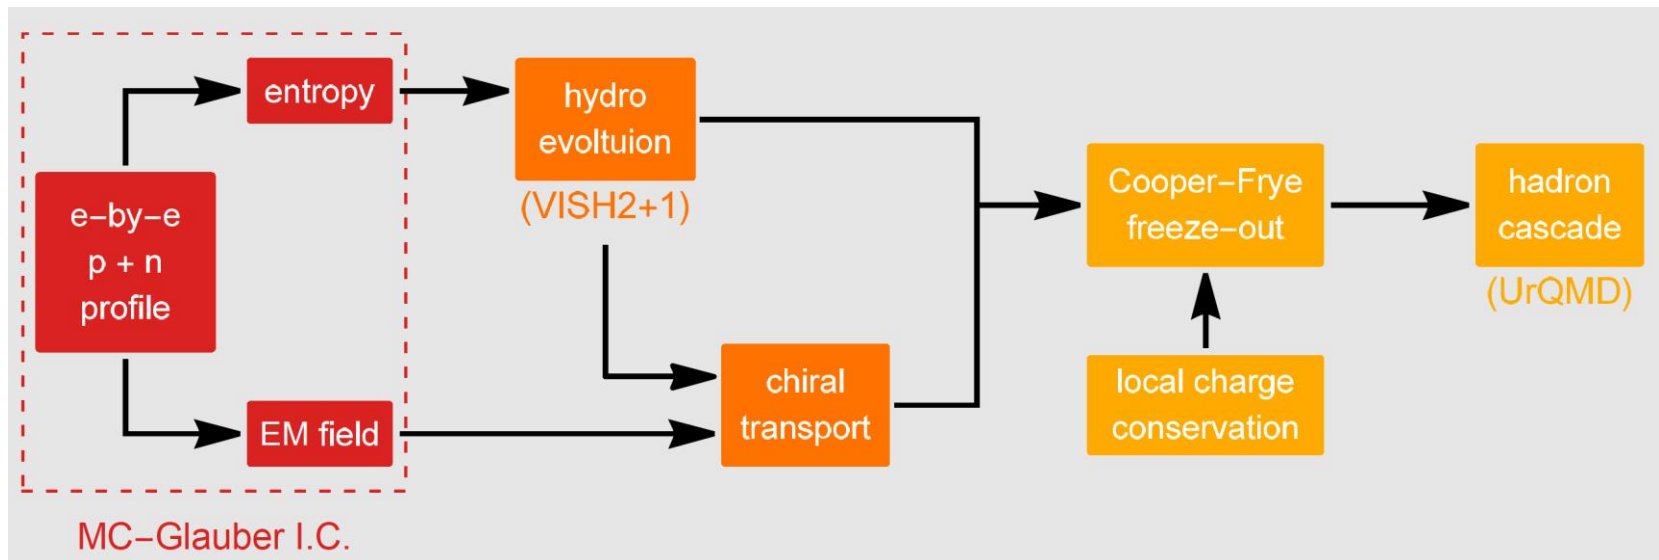 entropy
e-by-e
p + n
profile
EM field
MC-Glauber I.C.
hydro
evoltuion
(VISH2+1)
chiral
transport
Cooper-Frye
freeze-out
local charge
conservation
hadron
cascade
(UrQMD)